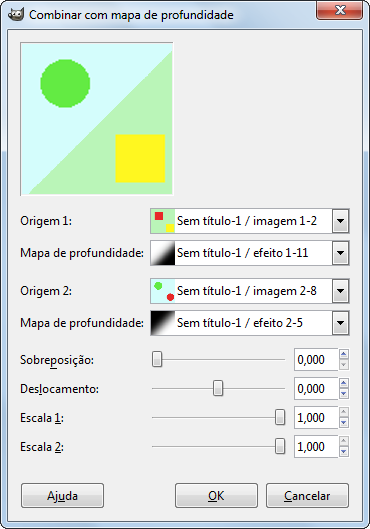 Combinar com mapa de profundidade
Origem 1: Sem título-1 / imagem 1-2
Mapa de profundidade: Sem título-1 / efeito 1-11
Origem 2: Sem título-1 / imagem 2-8
Mapa de profundidade: Sem título-1 / efeito 2-5
Sobreposição: 0,000
Deslocamento: 0,000
Escala 1: 1,000
Escala 2: 1,000
Ajuda OK Cancelar